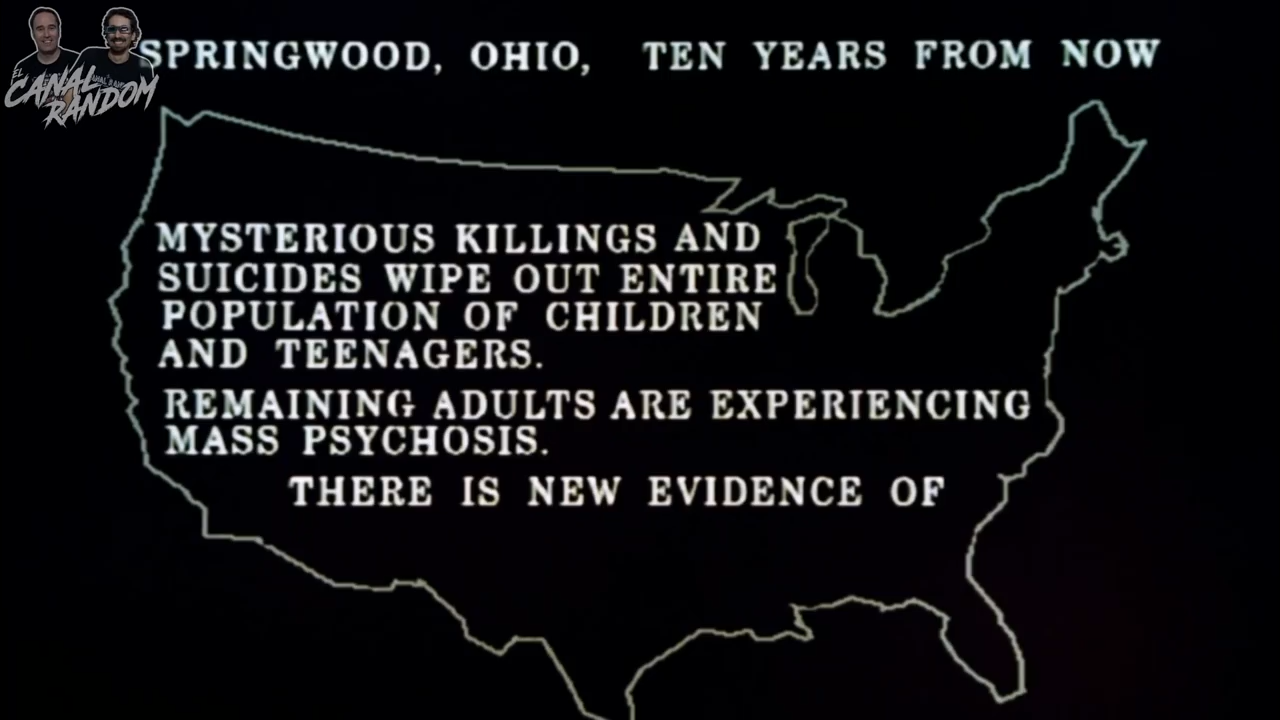 SPRINGWOOD, OHIO, TEN YEARS FROM NOW
EL
CANAL
RANDOM
MYSTERIOUS KILLINGS AND
SUICIDES WIPE OUT ENTIRE
POPULATION OF CHILDREN
AND TEENAGERS.
REMAINING ADULTS ARE EXPERIENCING
MASS PSYCHOSIS.
THERE IS NEW EVIDENCE OF